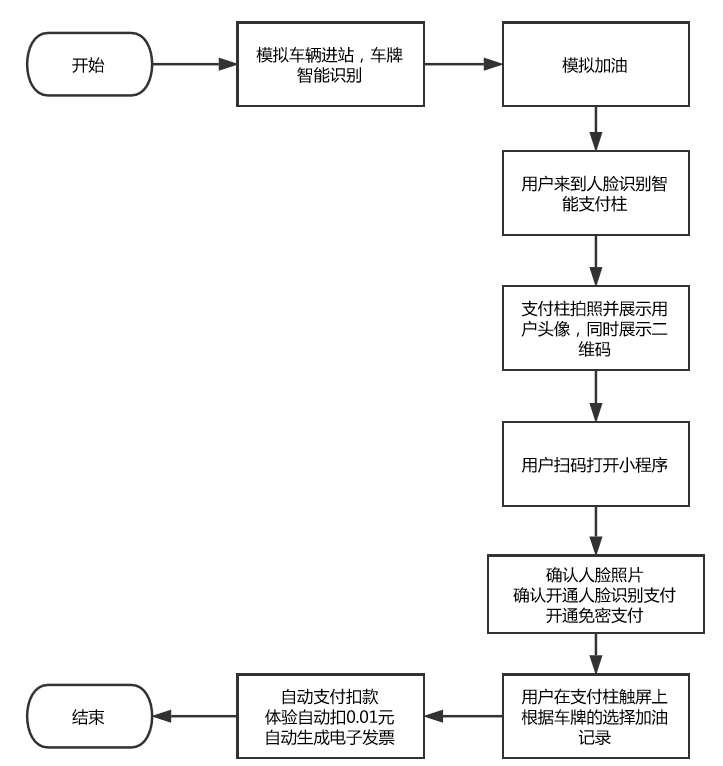 开始
模拟车辆进站，车牌
智能识别
模拟加油
用户来到人脸识别智
能支付柱
支付柱拍照并展示用
户头像，同时展示二
维码
用户扫码打开小程序
确认人脸照片
确认开通人脸识别支付
开通免密支付
用户在支付柱触屏上
根据车牌的选择加油
记录
自动支付扣款
体验自动扣0.01元
自动生成电子发票
结束